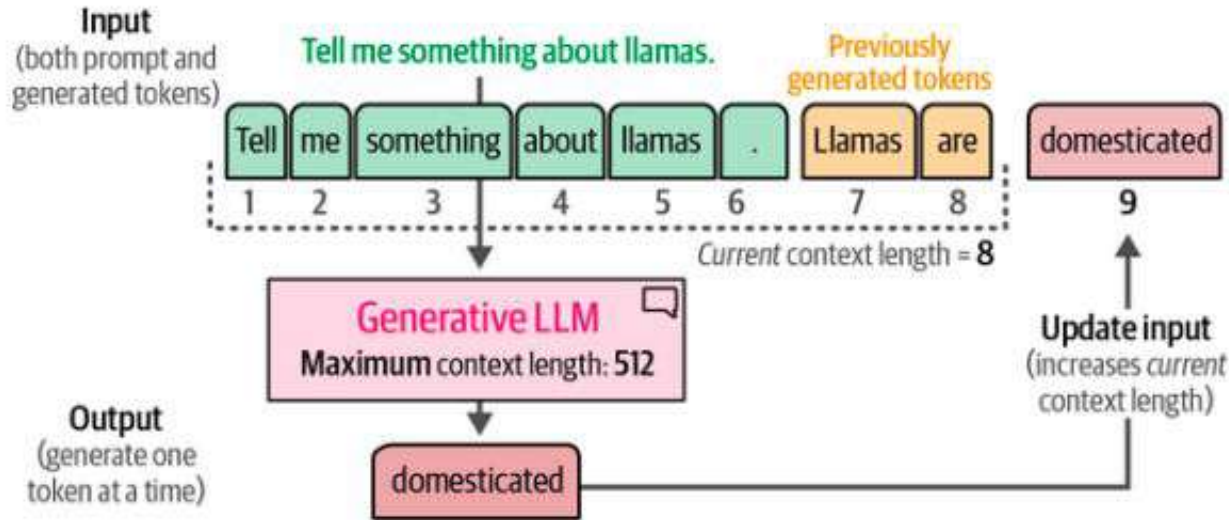 Input
(both prompt and
generated tokens)
Tell me something about llamas.
Previously
generated tokens
Tell me something about llamas . Llamas are domesticated
1 2 3 4 5 6 7 8 9
Current context length = 8
Generative LLM
Maximum context length: 512
Update input
(increases current
context length)
Output
(generate one
token at a time)
domesticated